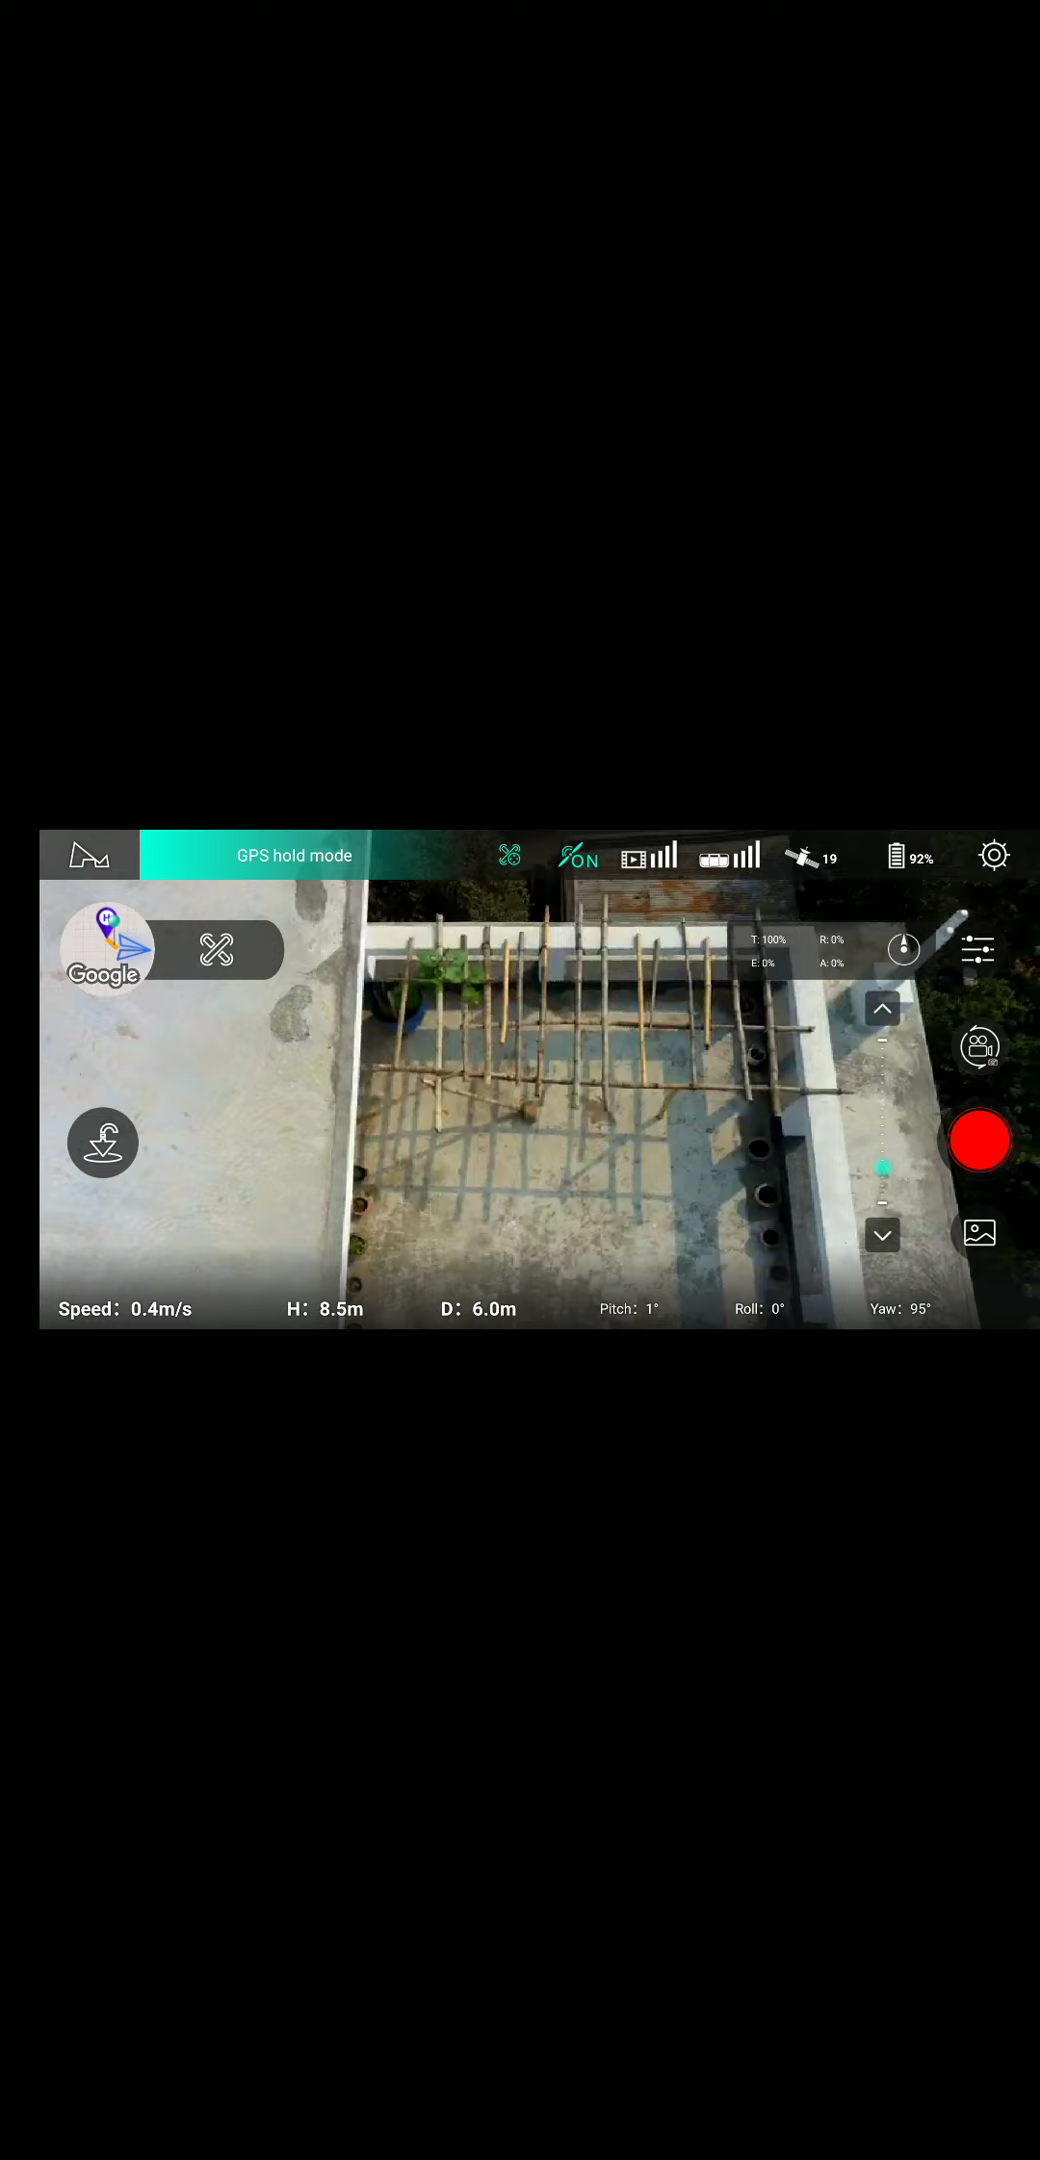 GPS hold mode
ON
19
92%
H
Google
T: 100%
R: 0%
E: 0%
A: 0%
Speed： 0.4m/s
H： 8.5m
D： 6.0m
Pitch： 1°
Roll： 0°
Yaw： 95°